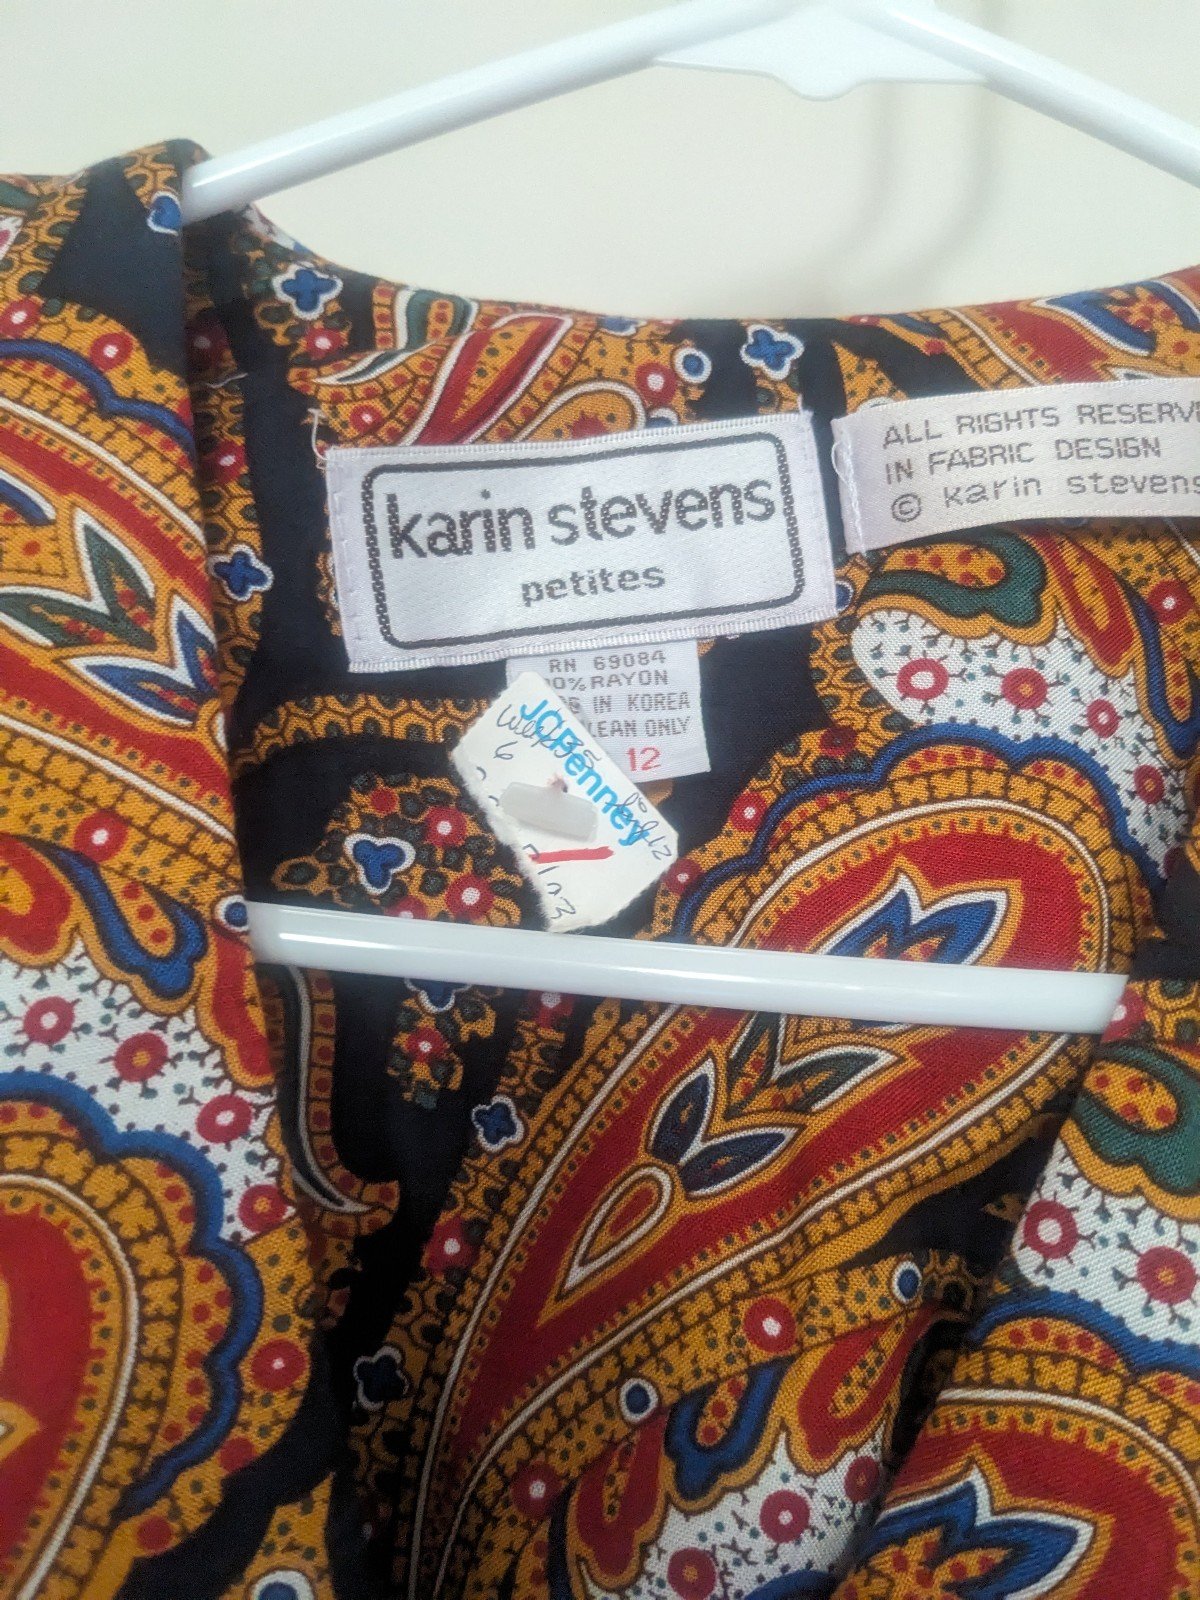 karin stevens
petites
ALL RIGHTS RESERVE
IN FABRIC DESIGN
© karin stevens
RN 69084
0% RAYON
IN KOREA
LEAN ONLY
12
JCPenney